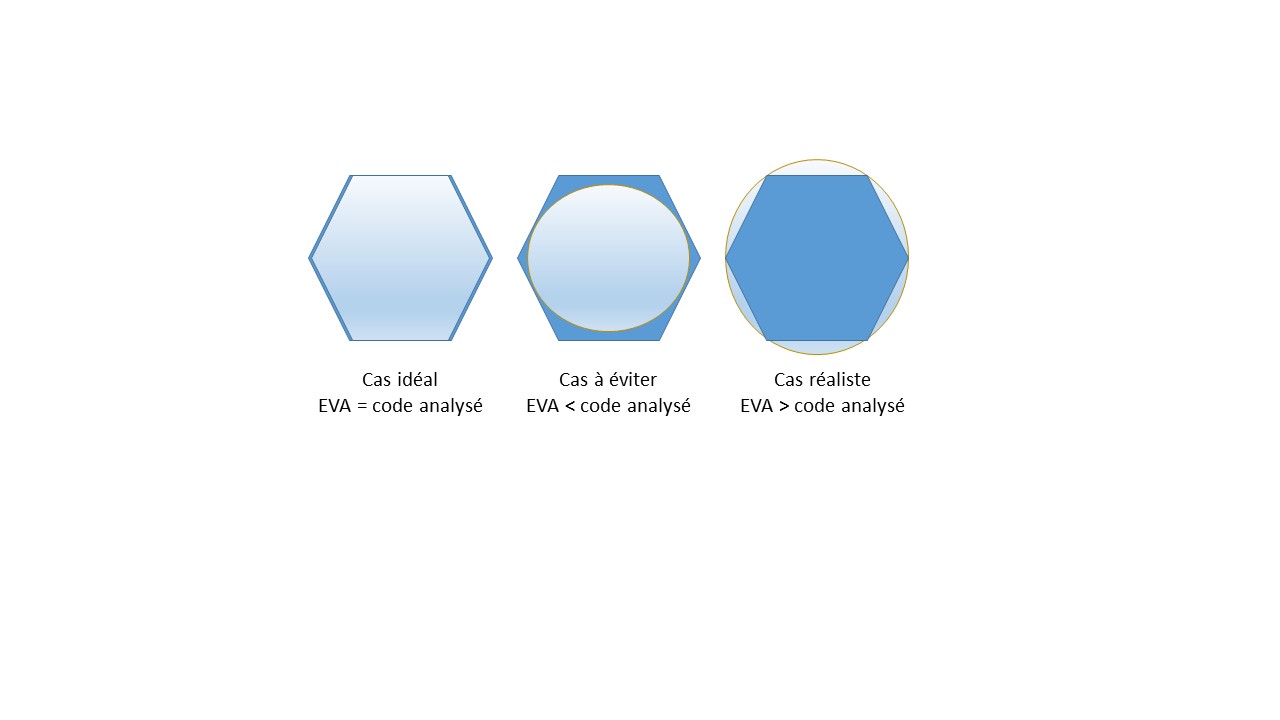 Cas idéal
EVA = code analysé
Cas à éviter
EVA < code analysé
Cas réaliste
EVA > code analysé